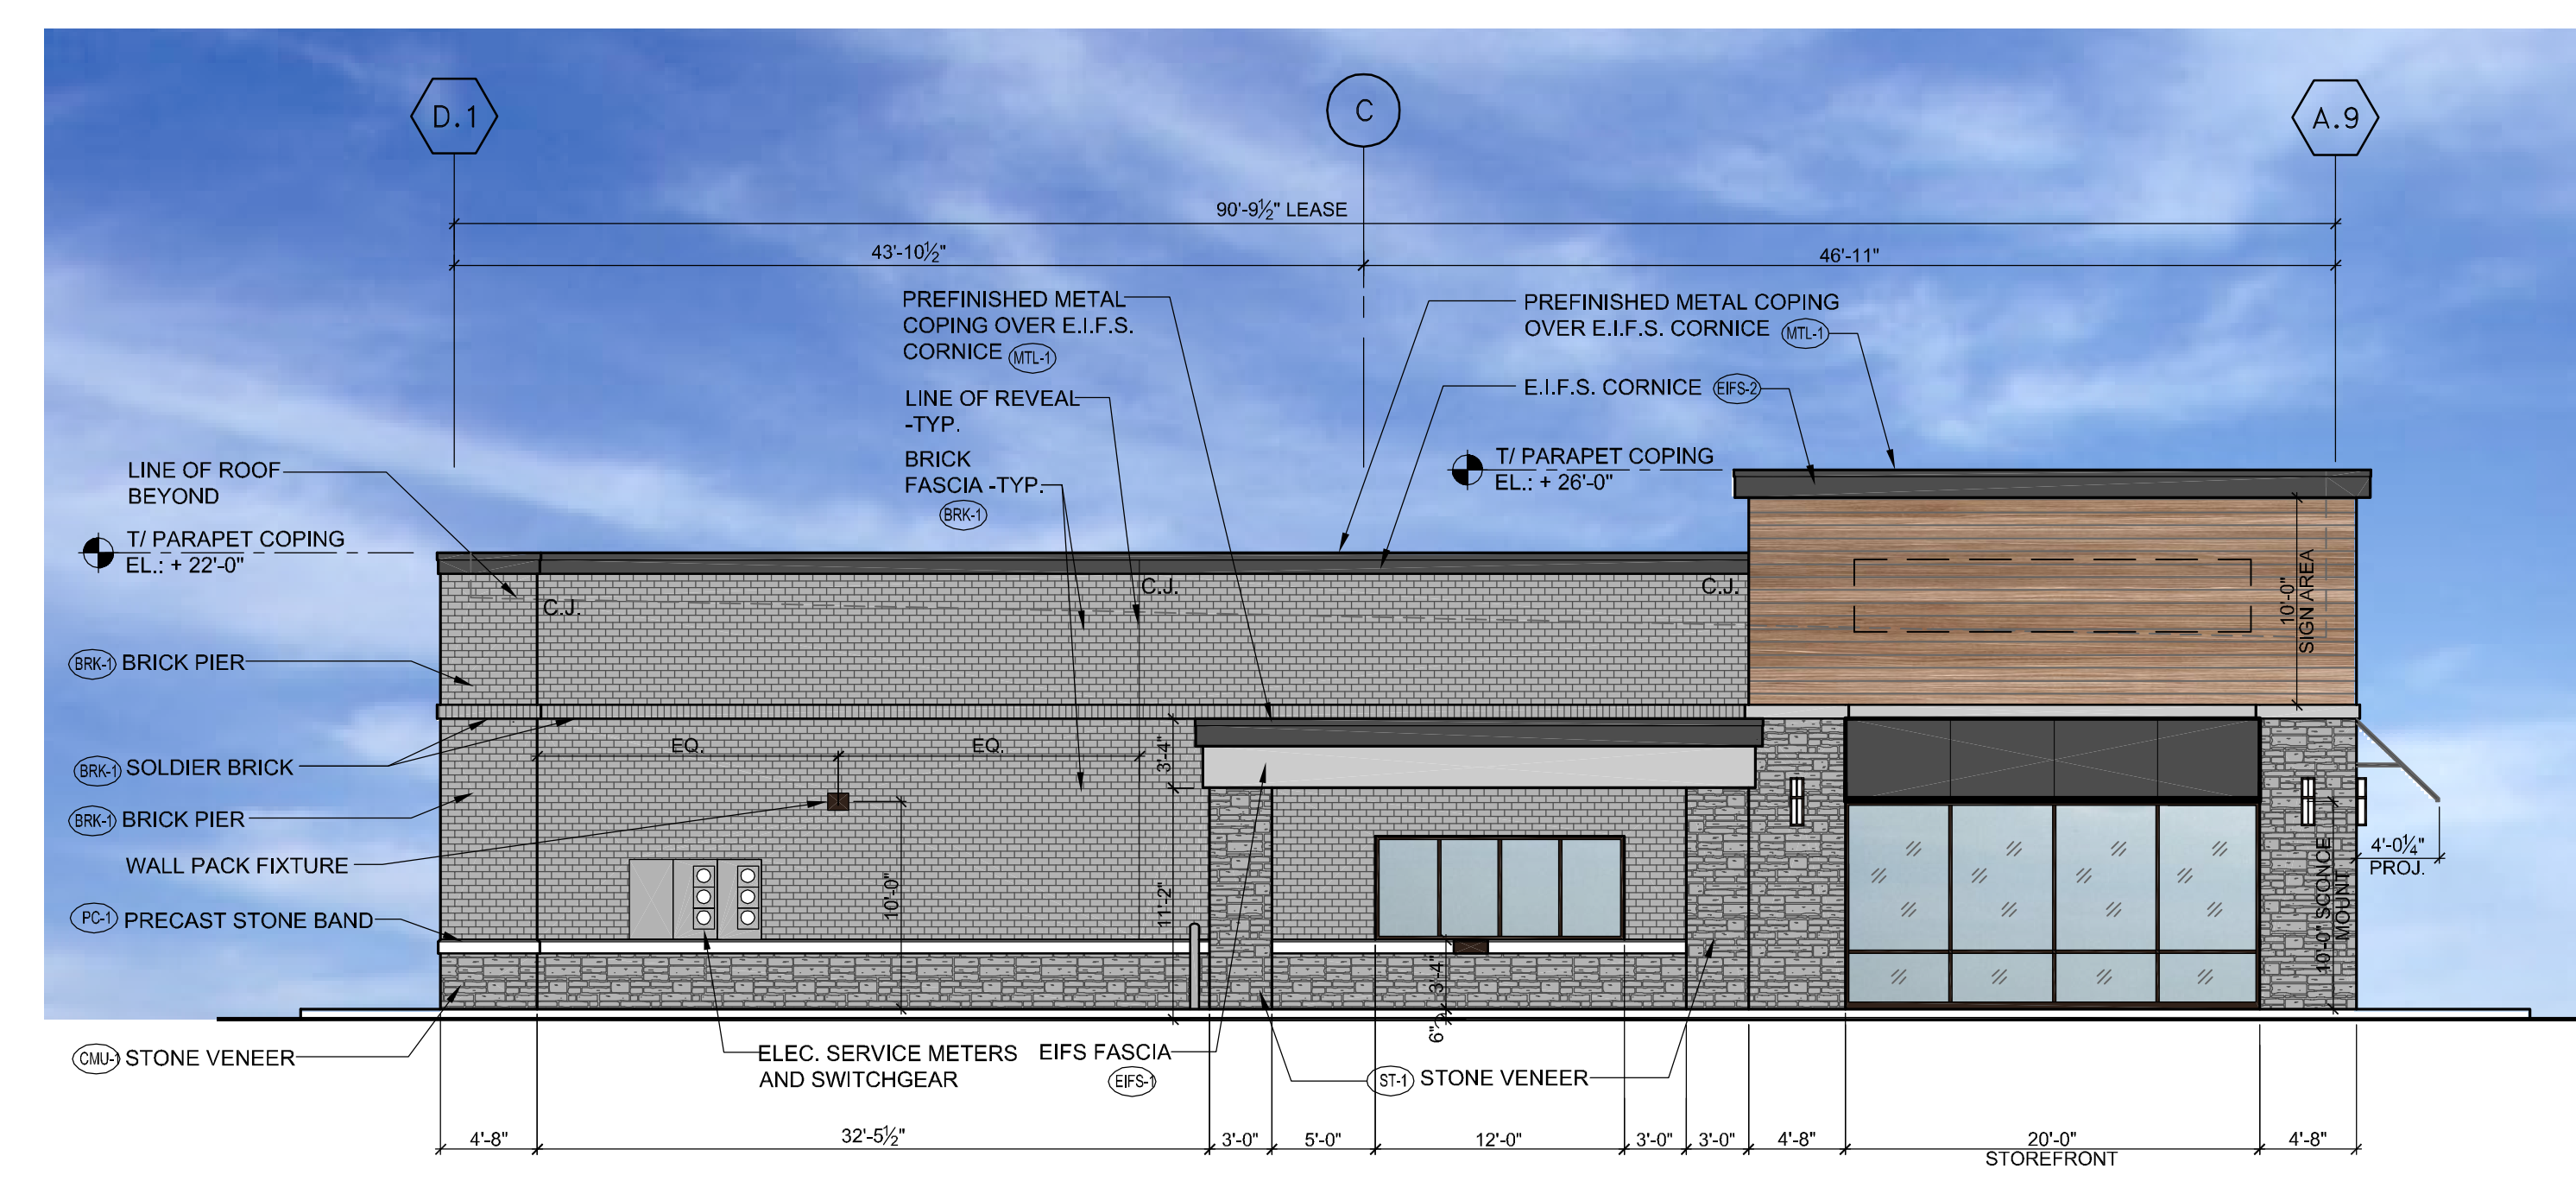 D.1
C
A.9
90'-9½" LEASE
43'-10½"
46'-11"
PREFINISHED METAL
COPING OVER E.I.F.S.
CORNICE MTL-1
PREFINISHED METAL COPING
OVER E.I.F.S. CORNICE MTL-1
LINE OF REVEAL
-TYP.
E.I.F.S. CORNICE EIFS-2
BRICK
FASCIA -TYP.
BRK-1
T/ PARAPET COPING
EL.: + 26'-0"
LINE OF ROOF
BEYOND
T/ PARAPET COPING
EL.: + 22'-0"
C.J.
C.J.
C.J.
10'-0"
SIGN AREA
BRK-1 BRICK PIER
BRK-1 SOLDIER BRICK
EQ.
EQ.
3'-4"
BRK-1 BRICK PIER
WALL PACK FIXTURE
10'-0"
11'-2"
4'-0¼"
PROJ.
10'-0" SCONCE
MOUNT
PC-1 PRECAST STONE BAND
3'-4"
6"
CMU-1 STONE VENEER
ELEC. SERVICE METERS
AND SWITCHGEAR
EIFS FASCIA
EIFS-1
ST-1 STONE VENEER
4'-8"
32'-5½"
3'-0"
5'-0"
12'-0"
3'-0"
3'-0"
4'-8"
20'-0"
STOREFRONT
4'-8"